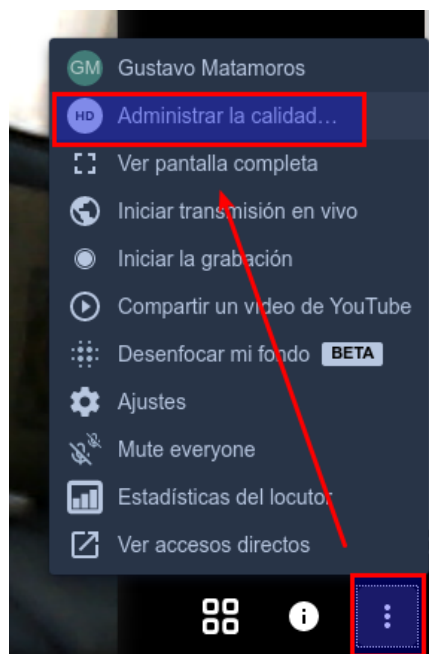 GM Gustavo Matamoros
HD Administrar la calidad…
Ver pantalla completa
Iniciar transmisión en vivo
Iniciar la grabación
Compartir un video de YouTube
Desenfocar mi fondo BETA
Ajustes
Mute everyone
Estadísticas del locutor
Ver accesos directos